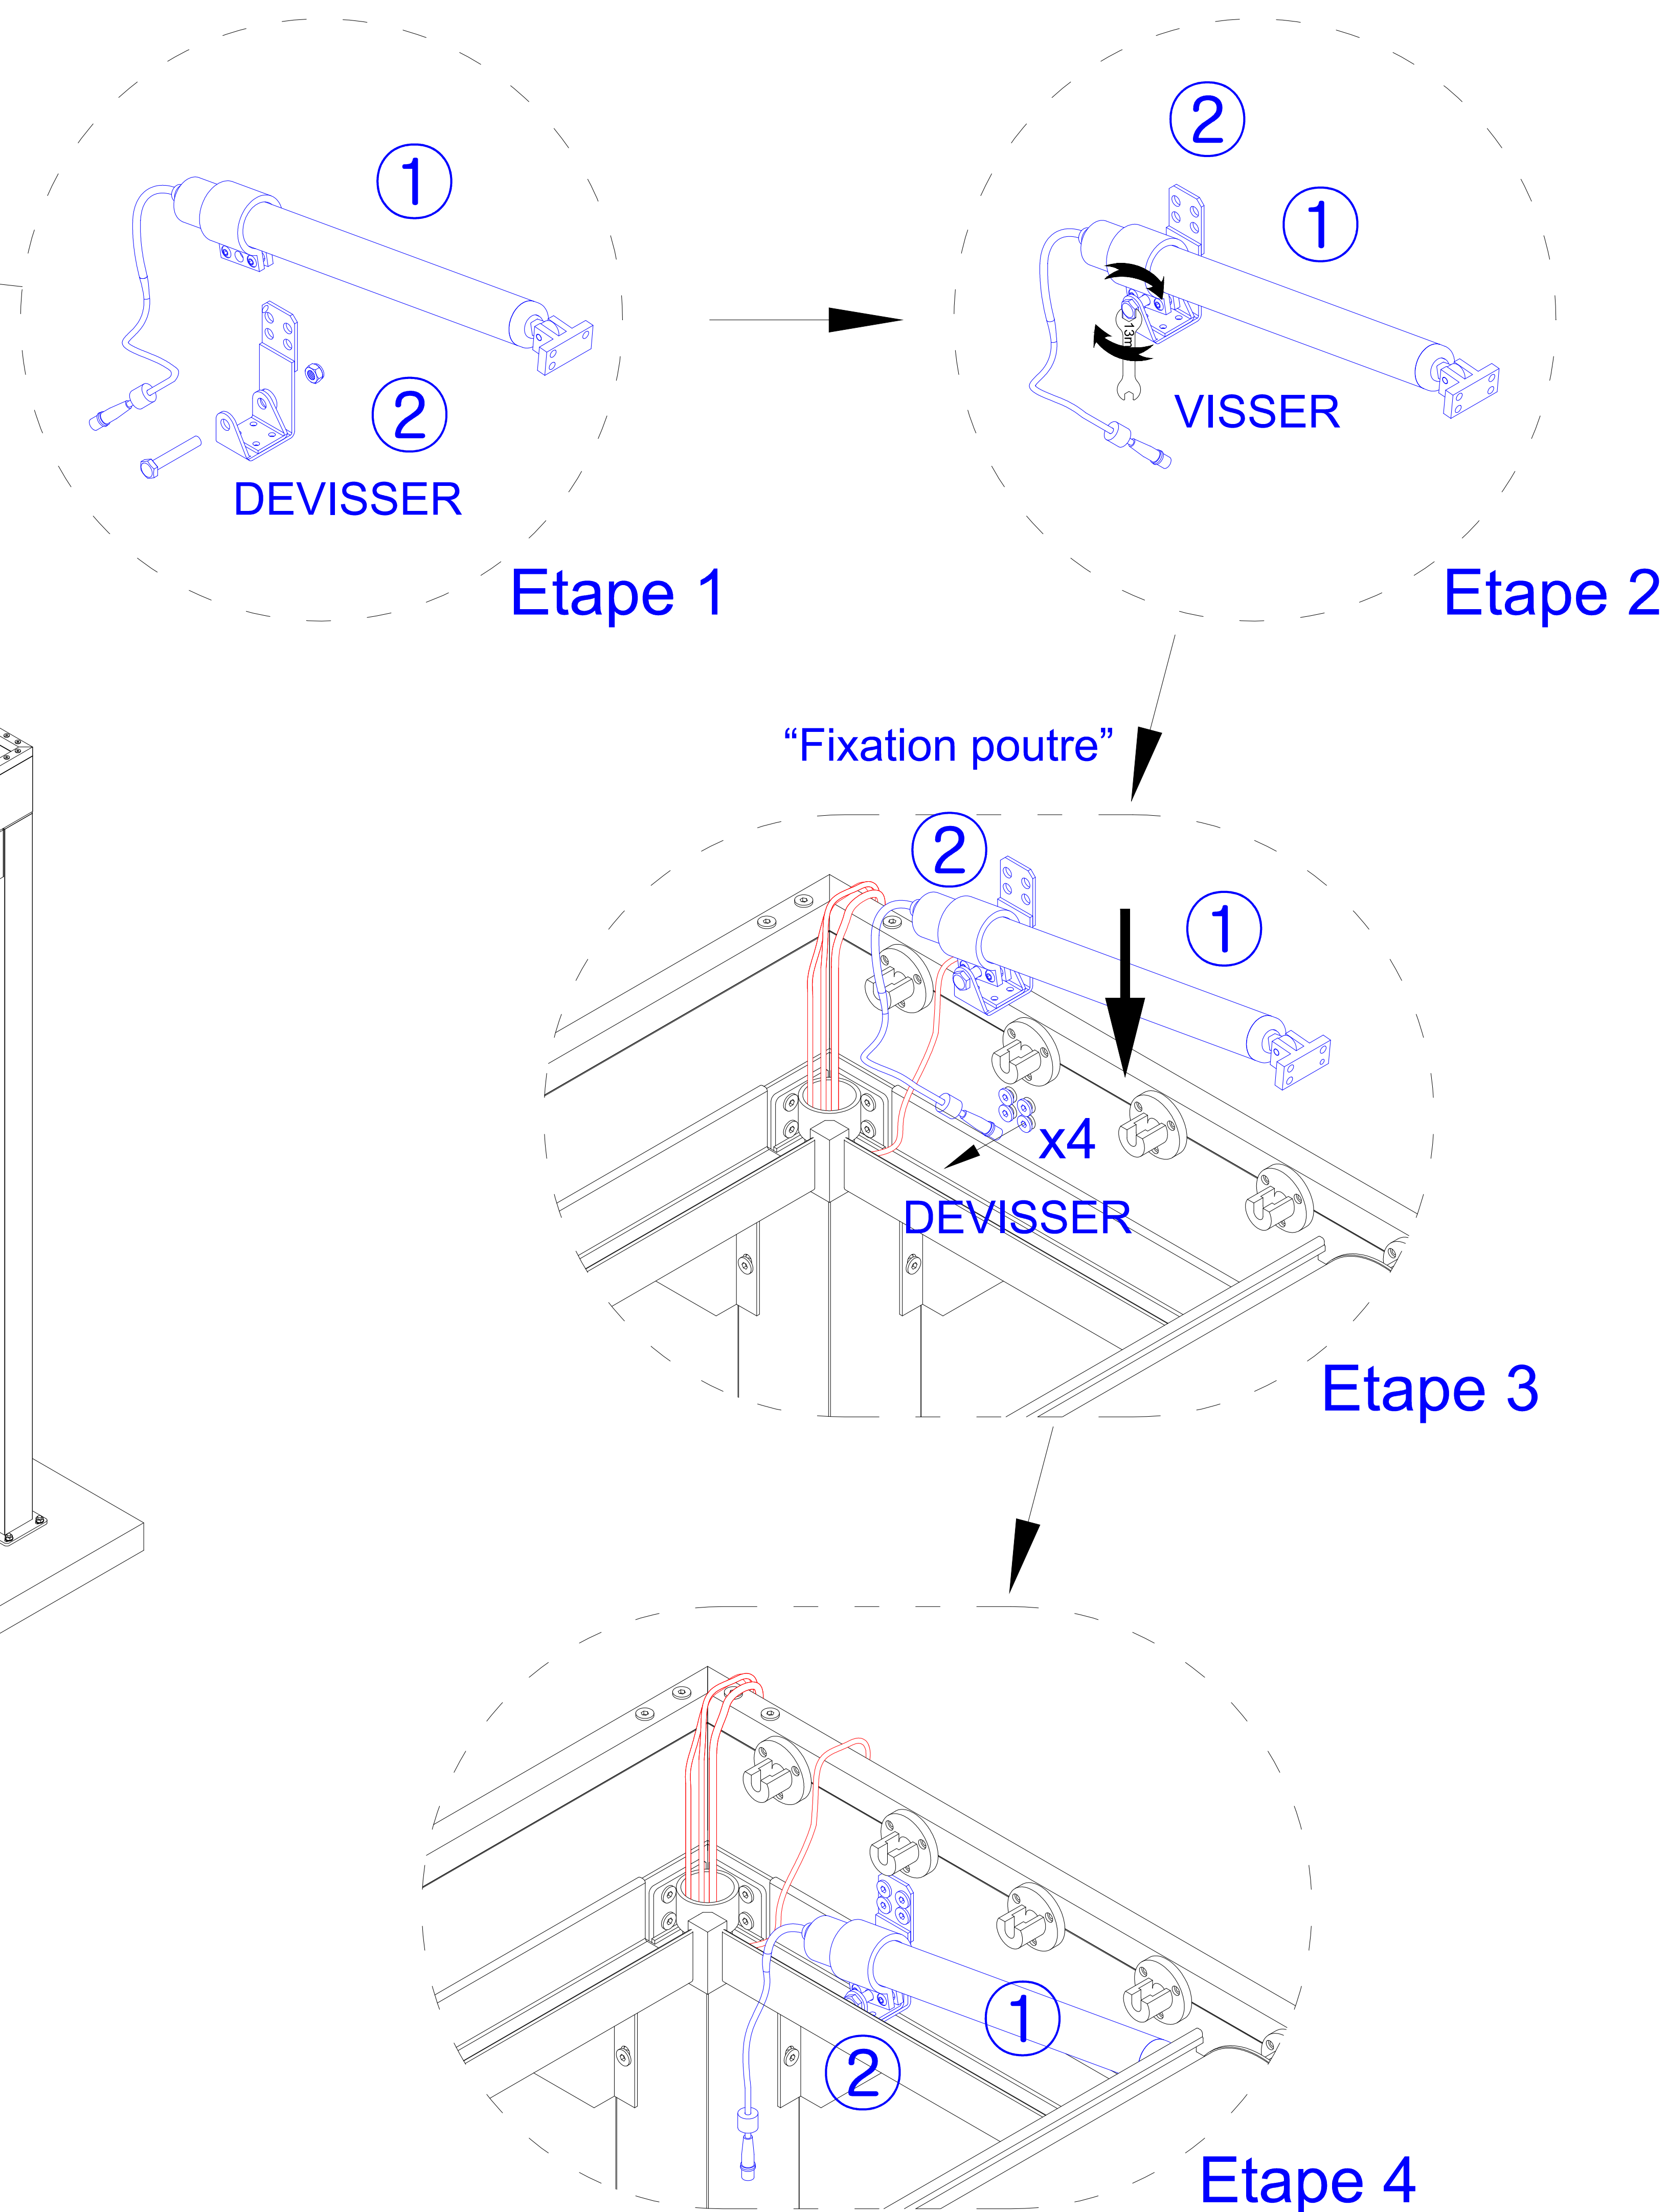 ①
②
DEVISSER
Etape 1
②
①
13m
VISSER
Etape 2
“Fixation poutre”
②
①
x4
DEVISSER
Etape 3
①
②
Etape 4